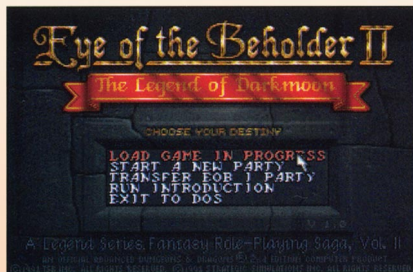 Eye of the Beholder II
The Legend of Darkmoon
CHOOSE YOUR DESTINY
LOAD GAME IN PROGRESS
START A NEW PARTY
TRANSFER EOB I PARTY
RUN INTRODUCTION
EXIT TO DOS
A Legend Series Fantasy Role-Playing Saga, Vol. II